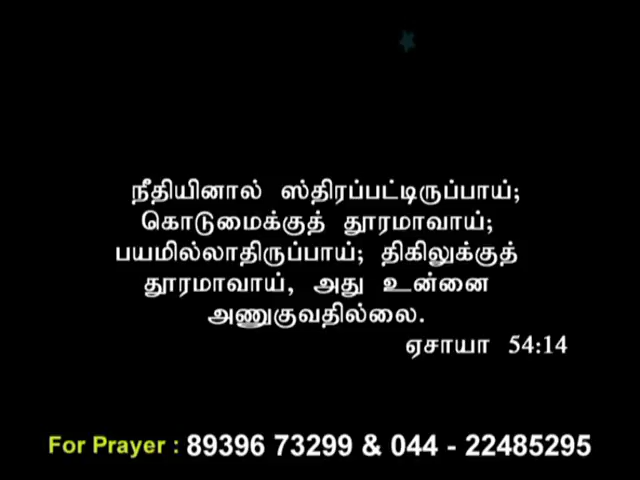 நீதியினால் ஸ்திரப்பட்டிருப்பாய்;
கொடுமைக்குத் தூரமாவாய்;
பயமில்லாதிருப்பாய்; திகிலுக்குத்
தூரமாவாய், அது உன்னை
அணுகுவதில்லை.
ஏசாயா 54:14
For Prayer : 89396 73299 & 044 - 22485295